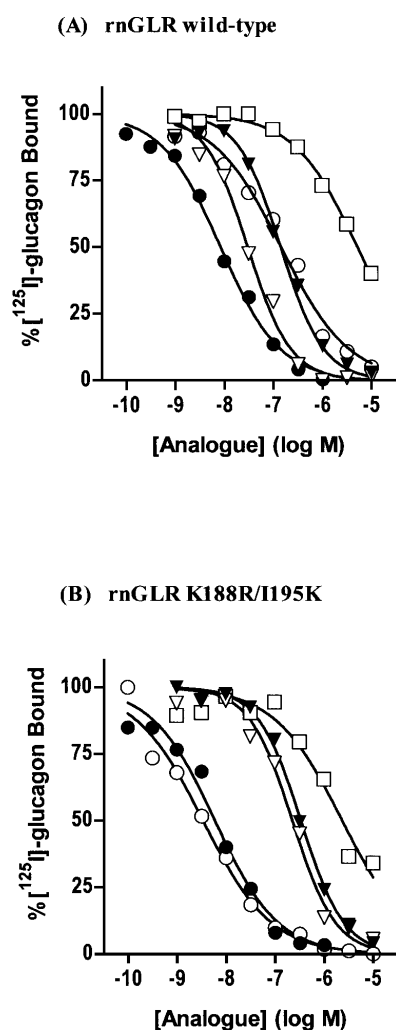 (A) rnGLR wild-type
100
75
50
25
0
% [125I]-glucagon Bound
-10 -9 -8 -7 -6 -5
[Analogue] (log M)
(B) rnGLR K188R/I195K
100
75
50
25
0
% [125I]-glucagon Bound
-10 -9 -8 -7 -6 -5
[Analogue] (log M)